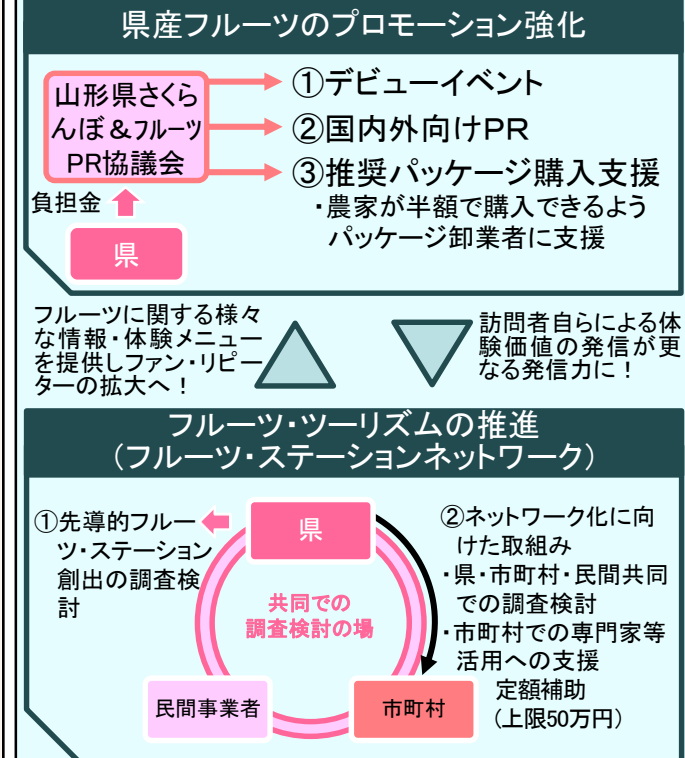 県産フルーツのプロモーション強化
山形県さくら
んぼ&フルーツ
PR協議会
①デビューイベント
②国内外向けPR
③推奨パッケージ購入支援
・農家が半額で購入できるよう
パッケージ卸業者に支援
負担金
県
フルーツに関する様々
な情報・体験メニュー
を提供しファン・リピー
ターの拡大へ！
訪問者自らによる体
験価値の発信が更
なる発信力に！
フルーツ・ツーリズムの推進
（フルーツ・ステーションネットワーク）
①先導的フルー
ツ・ステーション
創出の調査検
討
県
共同での
調査検討の場
民間事業者
市町村
②ネットワーク化に向
けた取組み
・県・市町村・民間共同
での調査検討
・市町村での専門家等
活用への支援
定額補助
（上限50万円）